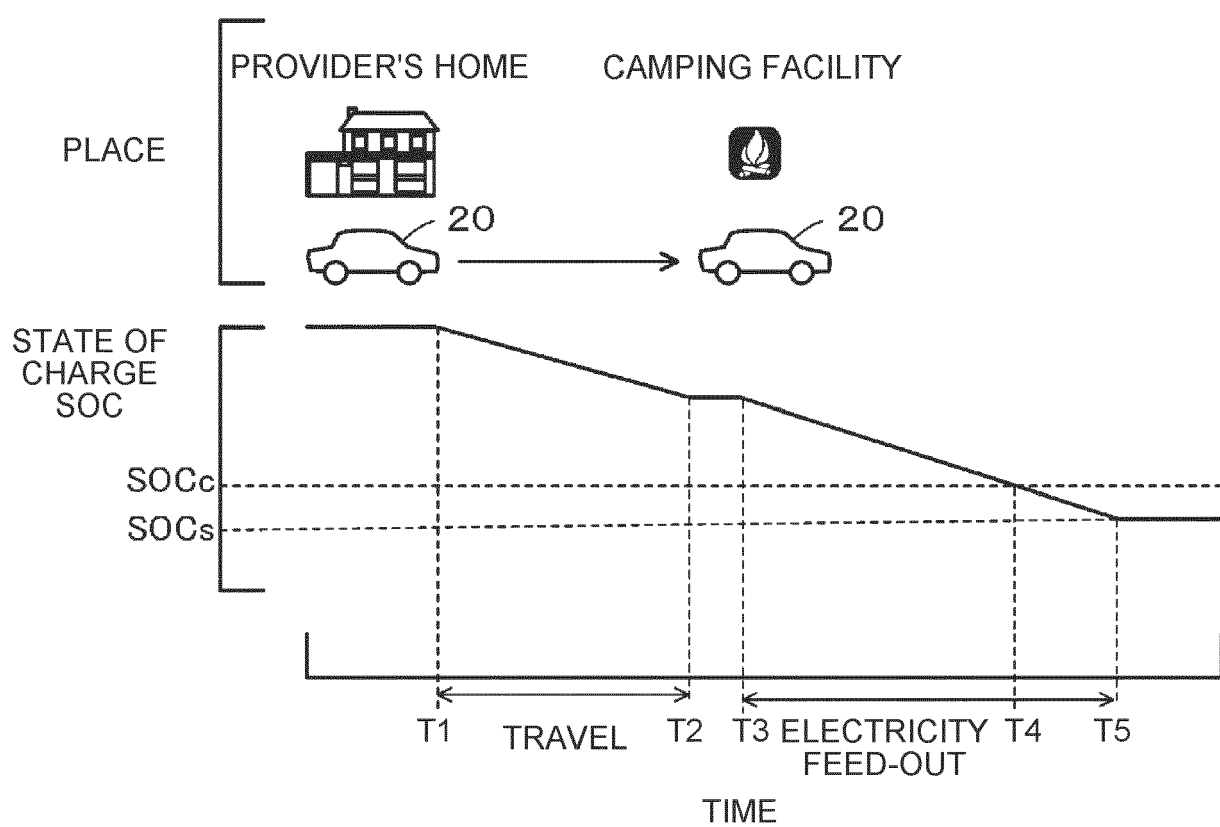 PROVIDER'S HOME
CAMPING FACILITY
PLACE
20
20
STATE OF
CHARGE
SOC
SOCc
SOCs
T1
TRAVEL
T2
T3
ELECTRICITY
FEED-OUT
T4
T5
TIME